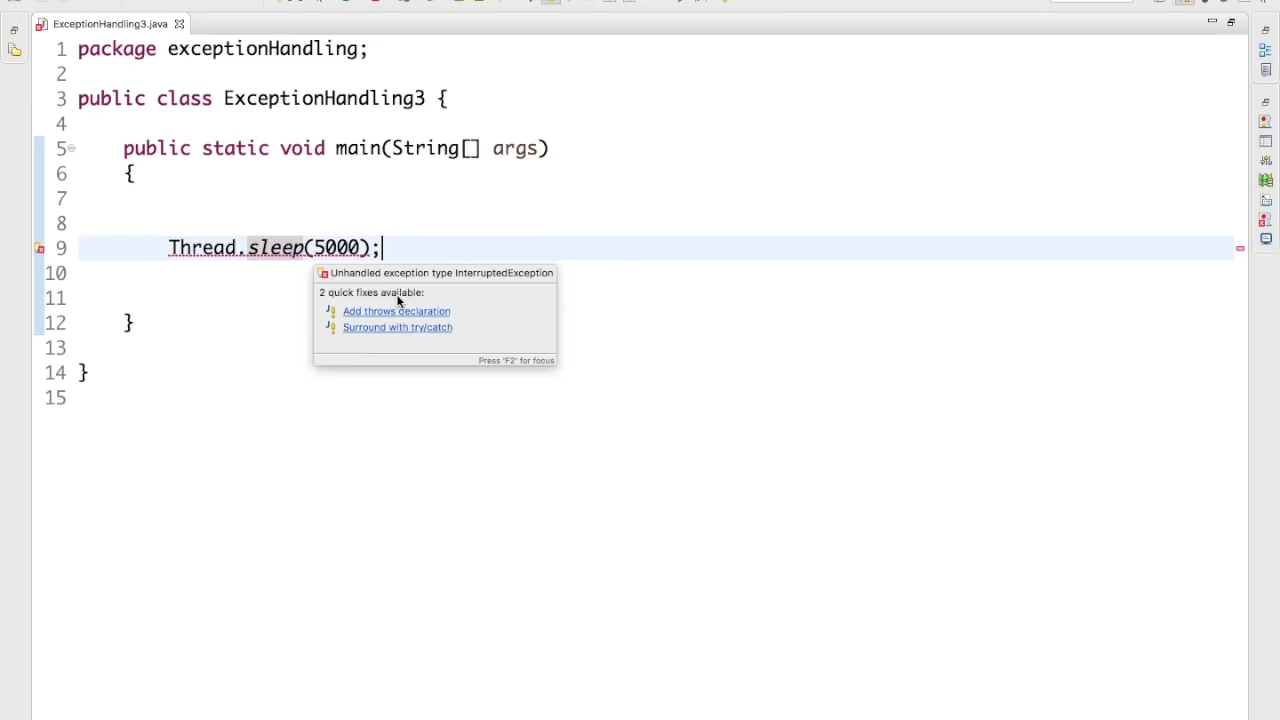 ExceptionHandling3.java
1 package exceptionHandling;
2
3 public class ExceptionHandling3 {
4
5 public static void main(String[] args)
6 {
7
8
9 Thread.sleep(5000);
10
11
12 }
13
14 }
15
Unhandled exception type InterruptedException
2 quick fixes available:
Add throws declaration
Surround with try/catch
Press 'F2' for focus